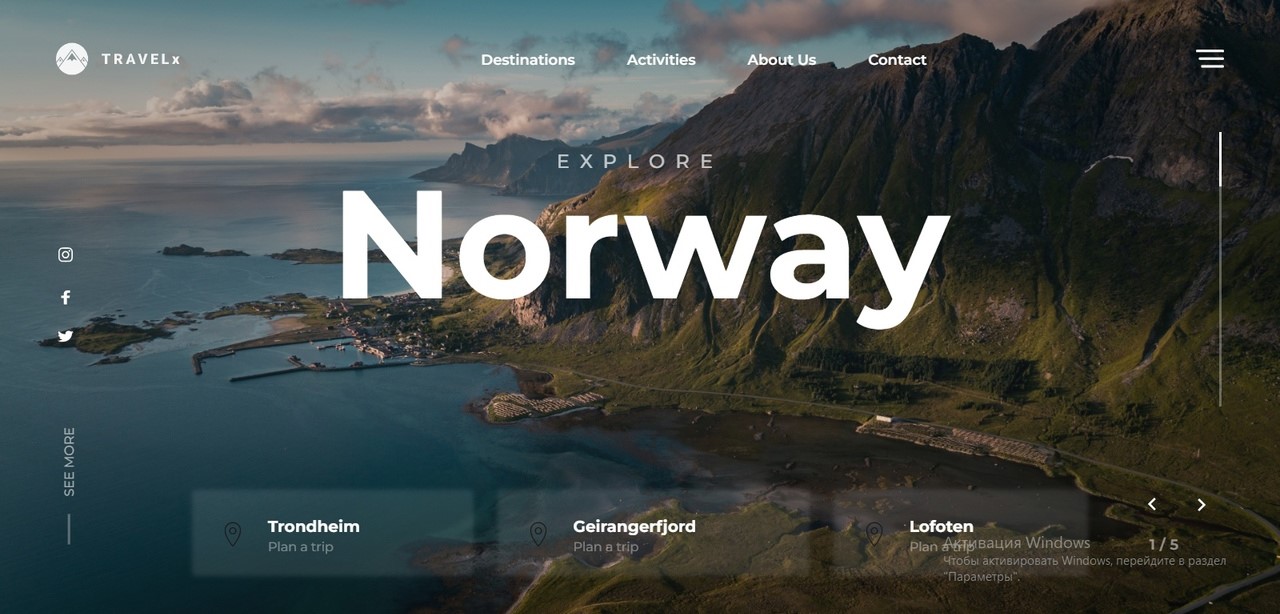 TRAVELx
Destinations
Activities
About Us
Contact
EXPLORE
Norway
SEE MORE
Trondheim
Plan a trip
Geirangerfjord
Plan a trip
Lofoten
Plan a trip
1 / 5
Активация Windows
Чтобы активировать Windows, перейдите в раздел
"Параметры".